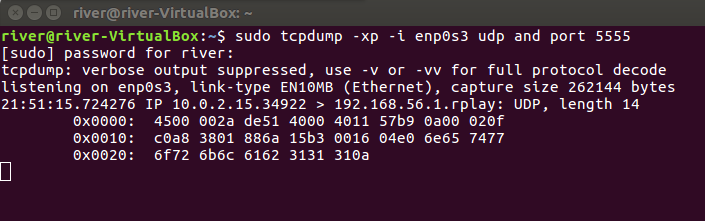 river@river-VirtualBox: ~
river@river-VirtualBox:~$ sudo tcpdump -xp -i enp0s3 udp and port 5555
[sudo] password for river:
tcpdump: verbose output suppressed, use -v or -vv for full protocol decode
listening on enp0s3, link-type EN10MB (Ethernet), capture size 262144 bytes
21:51:15.724276 IP 10.0.2.15.34922 > 192.168.56.1.rplay: UDP, length 14
0x0000:  4500 002a de51 4000 4011 57b9 0a00 020f
0x0010:  c0a8 3801 886a 15b3 0016 04e0 6e65 7477
0x0020:  6f72 6b6c 6162 3131 310a